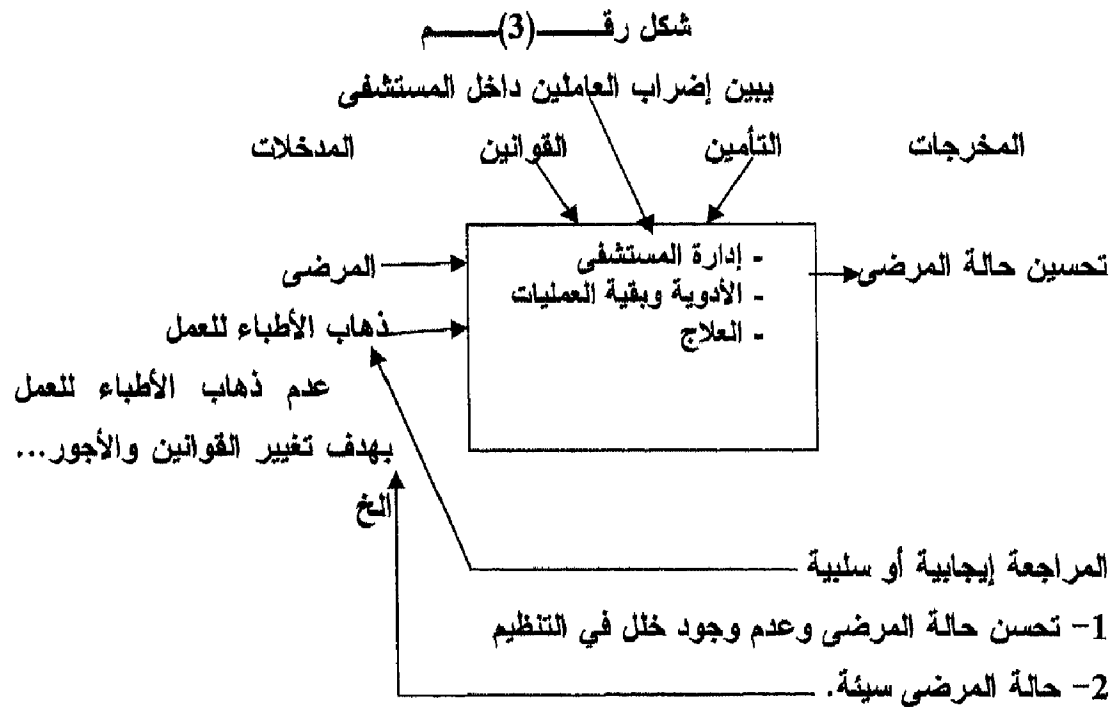 شكل رقـــــ(3)ــــــم
يبين إضراب العاملين داخل المستشفى
المخرجات التأمين القوانين المدخلات
- إدارة المستشفى
- الأدوية وبقية العمليات
- العلاج
تحسين حالة المرضى
المرضى
ذهاب الأطباء للعمل
عدم ذهاب الأطباء للعمل
بهدف تغيير القوانين والأجور...
الخ
المراجعة إيجابية أو سلبية
1- تحسن حالة المرضى وعدم وجود خلل في التنظيم
2- حالة المرضى سيئة.